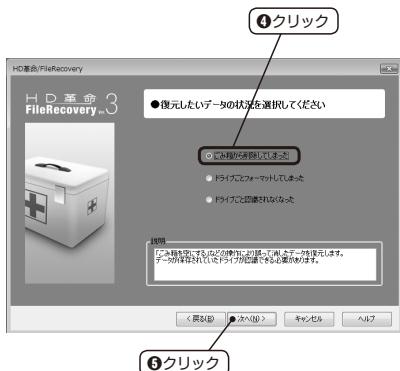 ❹クリック
HD革命/FileRecovery
HD革命
FileRecovery Ver.3
●復元したいデータの状況を選択してください
ごみ箱から削除してしまった
ドライブごとフォーマットしてしまった
ドライブごと認識されなくなった
説明
「ごみ箱を空にする」などの操作により誤って消したデータを復元します。
データが保存されていたドライブが認識できる必要があります。
< 戻る(B)
次へ(N) >
キャンセル
ヘルプ
❺クリック